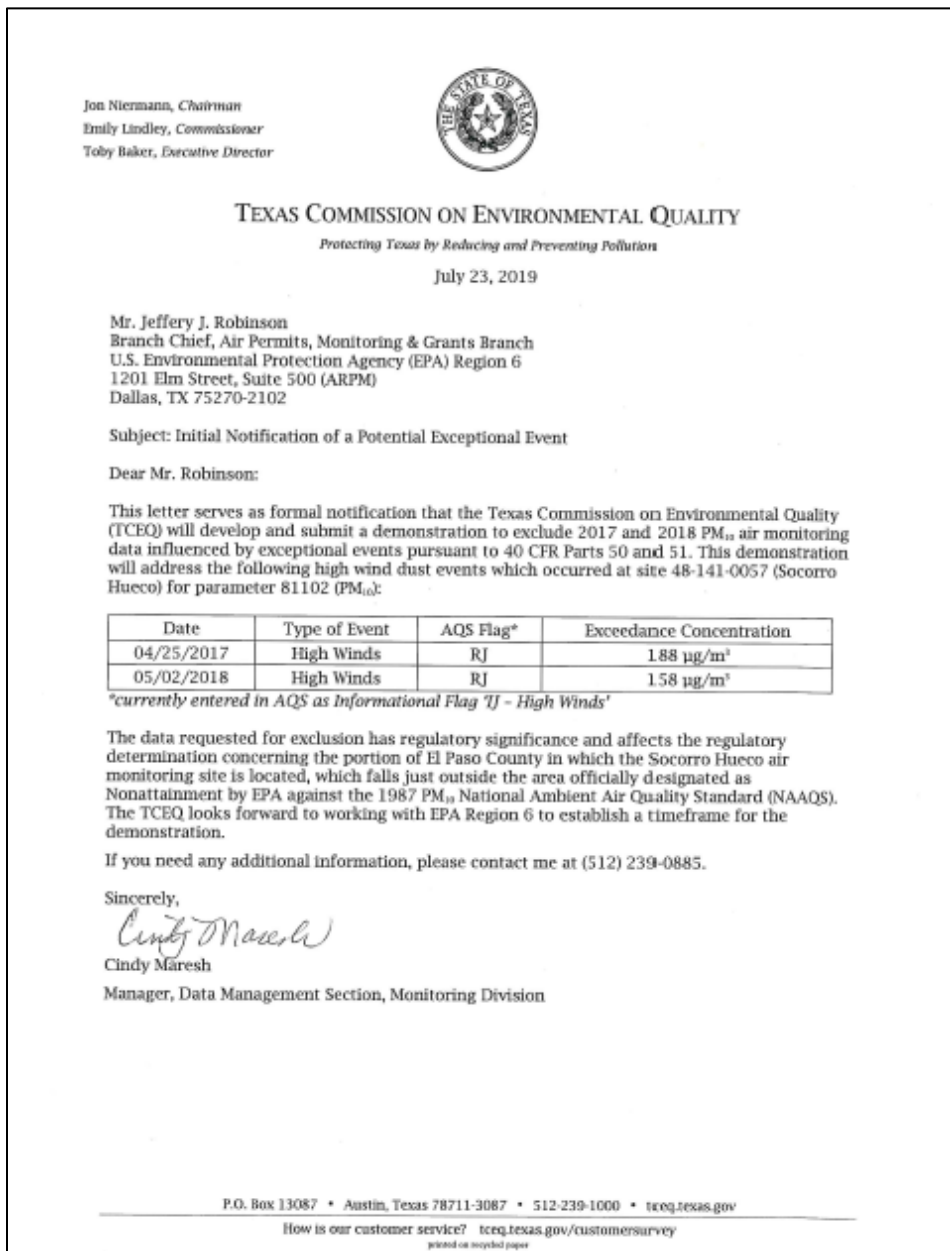 Jon Niermann, Chairman
Emily Lindley, Commissioner
Toby Baker, Executive Director
THE STATE OF TEXAS
TEXAS COMMISSION ON ENVIRONMENTAL QUALITY
Protecting Texas by Reducing and Preventing Pollution
July 23, 2019
Mr. Jeffery J. Robinson
Branch Chief, Air Permits, Monitoring & Grants Branch
U.S. Environmental Protection Agency (EPA) Region 6
1201 Elm Street, Suite 500 (ARPM)
Dallas, TX 75270-2102
Subject: Initial Notification of a Potential Exceptional Event
Dear Mr. Robinson:
This letter serves as formal notification that the Texas Commission on Environmental Quality
(TCEQ) will develop and submit a demonstration to exclude 2017 and 2018 PM₁₀ air monitoring
data influenced by exceptional events pursuant to 40 CFR Parts 50 and 51. This demonstration
will address the following high wind dust events which occurred at site 48-141-0057 (Socorro
Hueco) for parameter 81102 (PM₁₀):
Date Type of Event AQS Flag* Exceedance Concentration
04/25/2017 High Winds RJ 188 µg/m³
05/02/2018 High Winds RJ 158 µg/m³
*currently entered in AQS as Informational Flag 'IJ – High Winds'
The data requested for exclusion has regulatory significance and affects the regulatory
determination concerning the portion of El Paso County in which the Socorro Hueco air
monitoring site is located, which falls just outside the area officially designated as
Nonattainment by EPA against the 1987 PM₁₀ National Ambient Air Quality Standard (NAAQS).
The TCEQ looks forward to working with EPA Region 6 to establish a timeframe for the
demonstration.
If you need any additional information, please contact me at (512) 239-0885.
Sincerely,
Cindy Maresh
Cindy Maresh
Manager, Data Management Section, Monitoring Division
P.O. Box 13087 • Austin, Texas 78711-3087 • 512-239-1000 • tceq.texas.gov
How is our customer service? tceq.texas.gov/customersurvey
printed on recycled paper